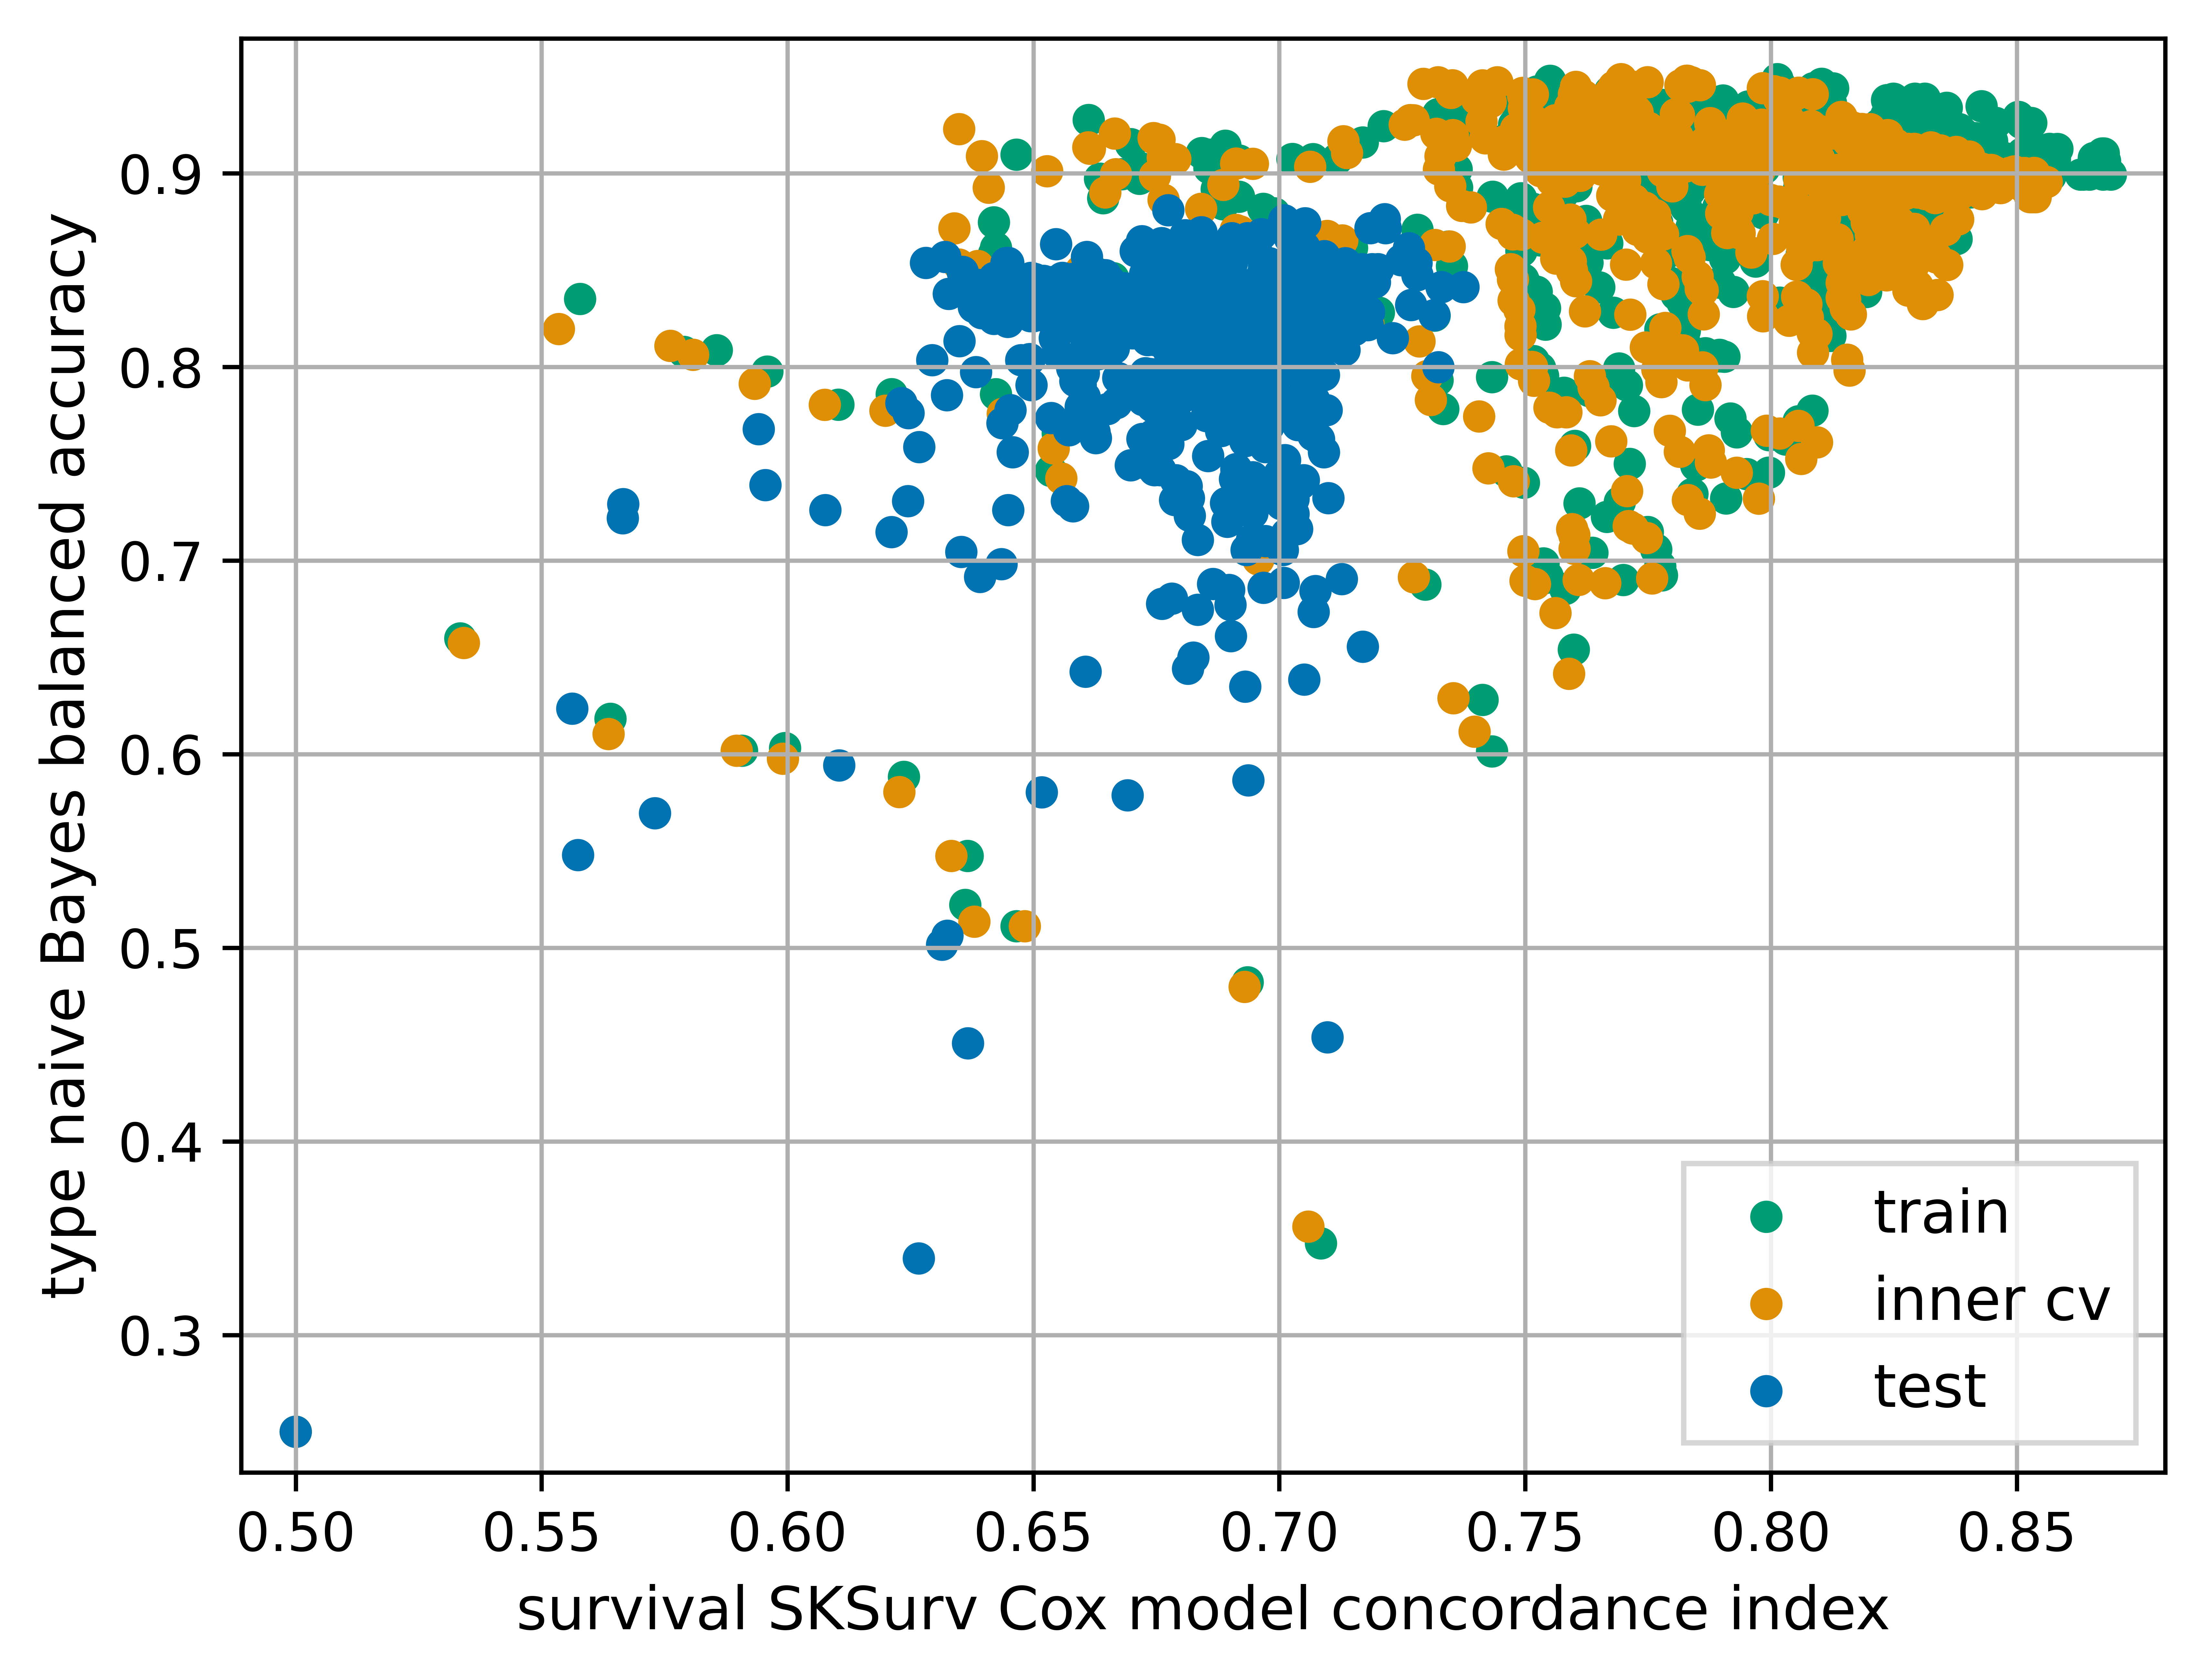 type naive Bayes balanced accuracy
0.9
0.8
0.7
0.6
0.5
0.4
0.3
train
inner cv
test
0.50 0.55 0.60 0.65 0.70 0.75 0.80 0.85
survival SKSurv Cox model concordance index